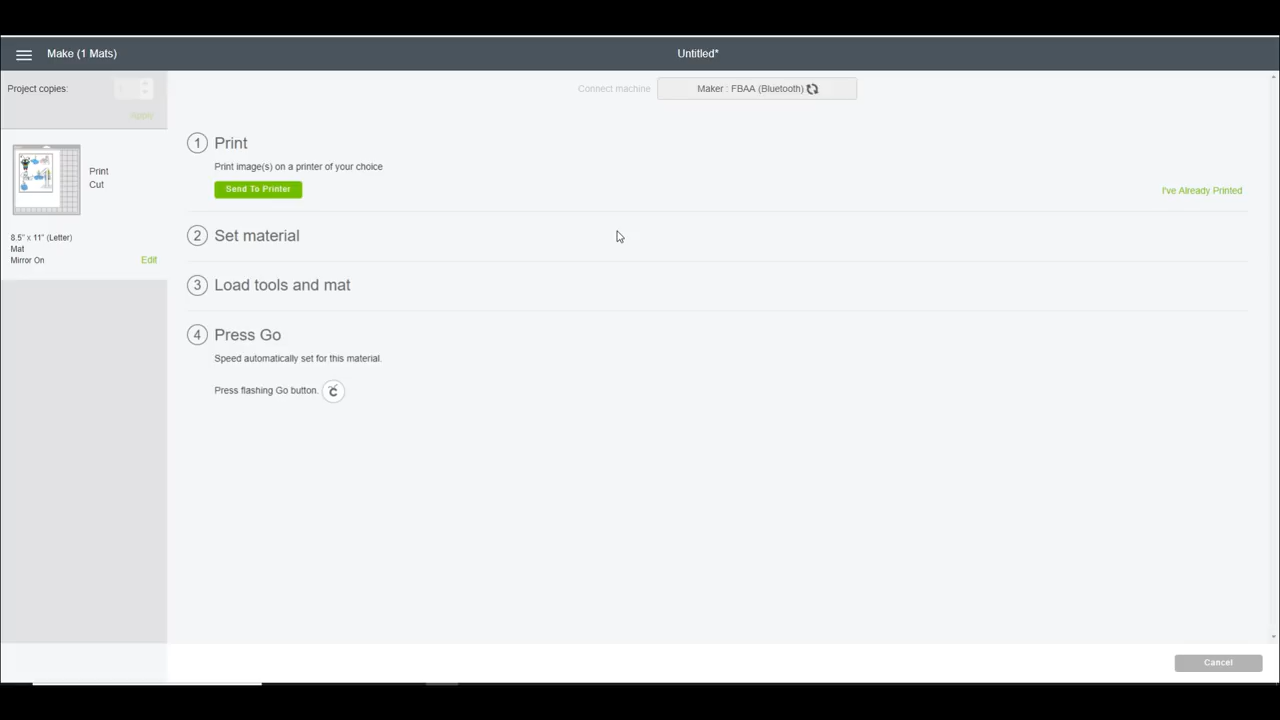 Make (1 Mats)
Untitled*
Project copies:
Apply
Connect machine
Maker : FBAA (Bluetooth)
Print
Cut
8.5" x 11" (Letter)
Mat
Mirror On
Edit
1 Print
Print image(s) on a printer of your choice
Send To Printer
I've Already Printed
2 Set material
3 Load tools and mat
4 Press Go
Speed automatically set for this material.
Press flashing Go button.
Cancel